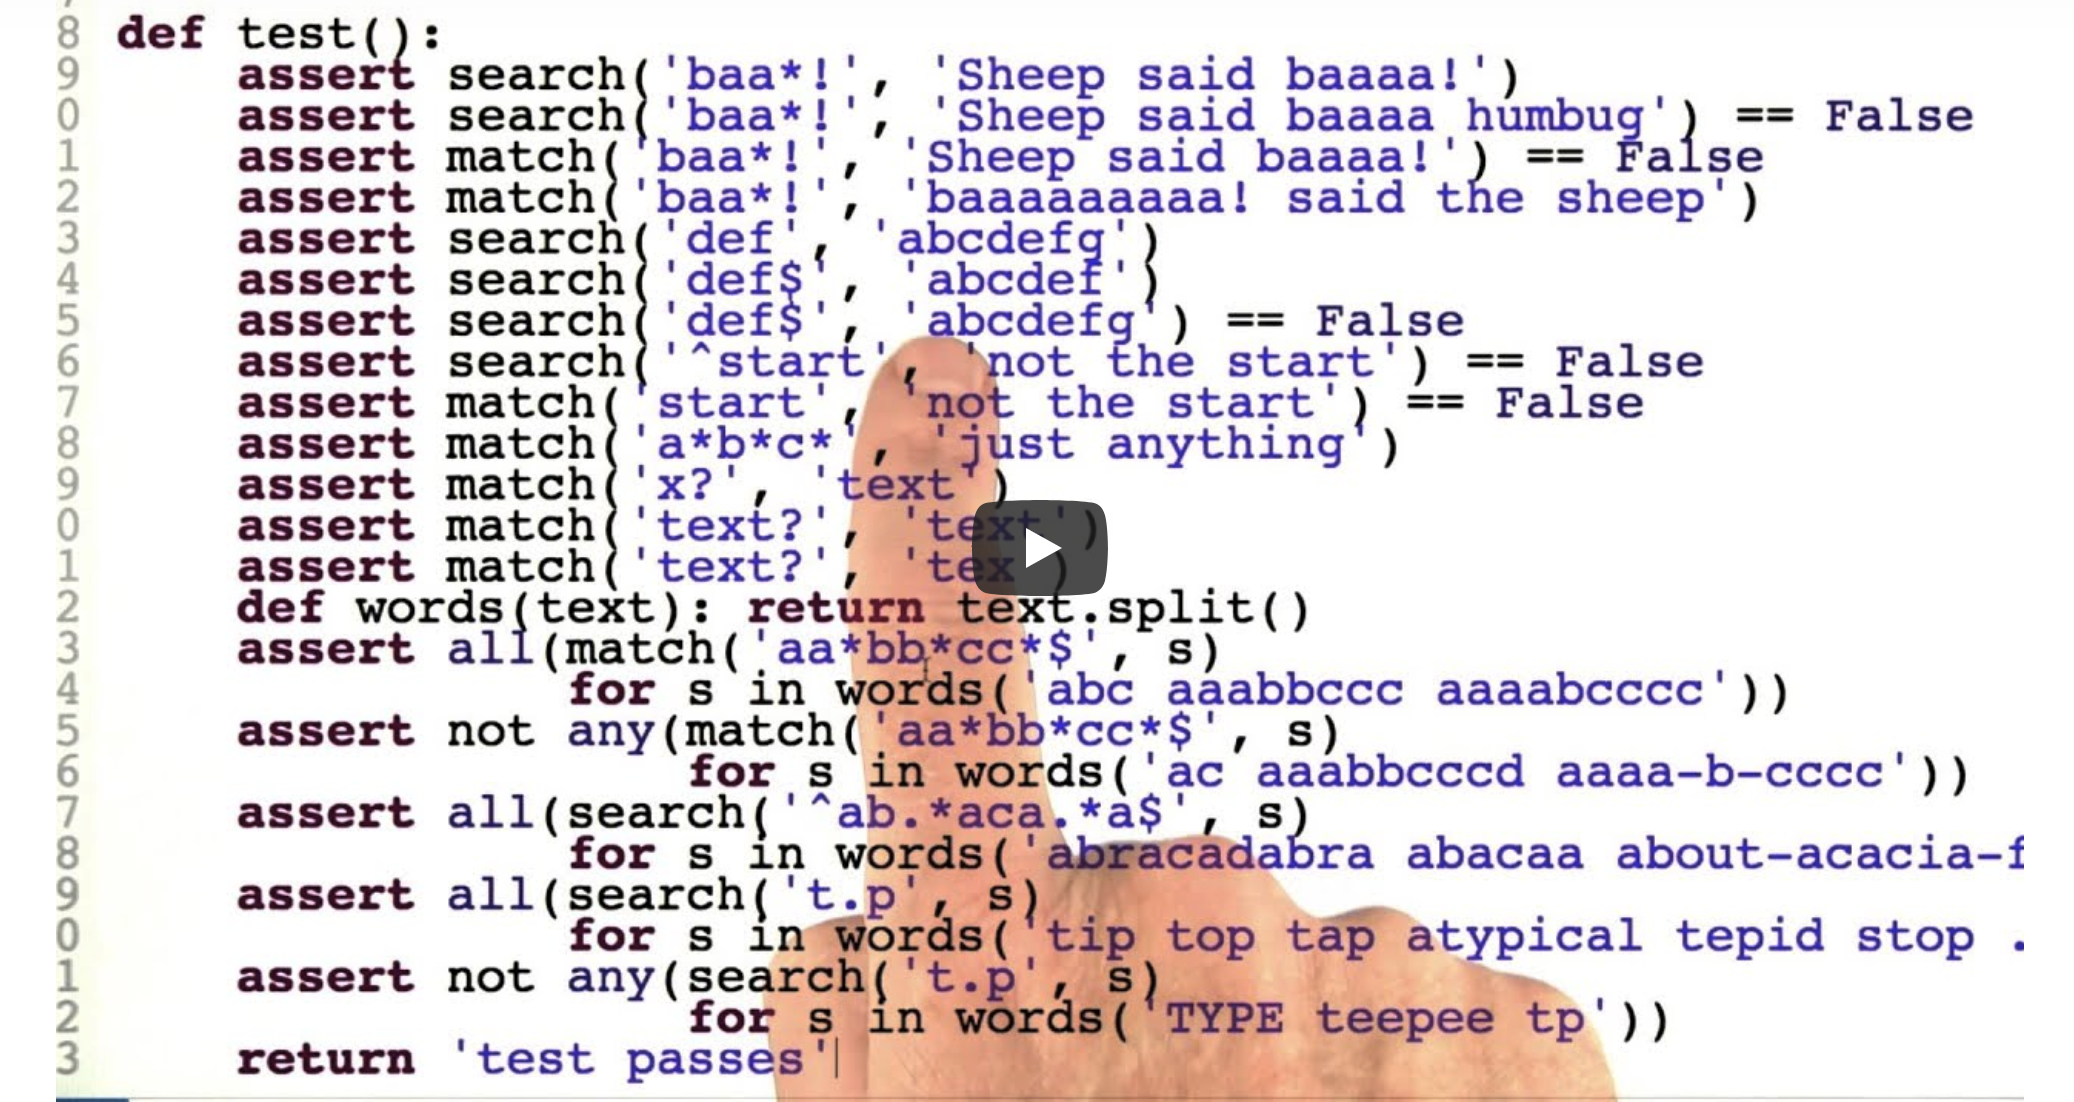 8 def test():
9 assert search('baa*!', 'Sheep said baaaa!')
0 assert search('baa*!', 'Sheep said baaaa humbug') == False
1 assert match('baa*!', 'Sheep said baaaa!') == False
2 assert match('baa*!', 'baaaaaaaaa! said the sheep')
3 assert search('def', 'abcdefg')
4 assert search('def$', 'abcdef')
5 assert search('def$', 'abcdefg') == False
6 assert search('^start', 'not the start') == False
7 assert match('start', 'not the start') == False
8 assert match('a*b*c*', 'just anything')
9 assert match('x?', 'text')
0 assert match('text?', 'text')
1 assert match('text?', 'tex')
2 def words(text): return text.split()
3 assert all(match('aa*bb*cc*$', s)
4 for s in words('abc aaabbccc aaaabcccc'))
5 assert not any(match('aa*bb*cc*$', s)
6 for s in words('ac aaabbcccd aaaa-b-cccc'))
7 assert all(search('^ab.*aca.*a$', s)
8 for s in words('abracadabra abacaa about-acacia-f
9 assert all(search('t.p', s)
0 for s in words('tip top tap atypical tepid stop .
1 assert not any(search('t.p', s)
2 for s in words('TYPE teepee tp'))
3 return 'test passes'